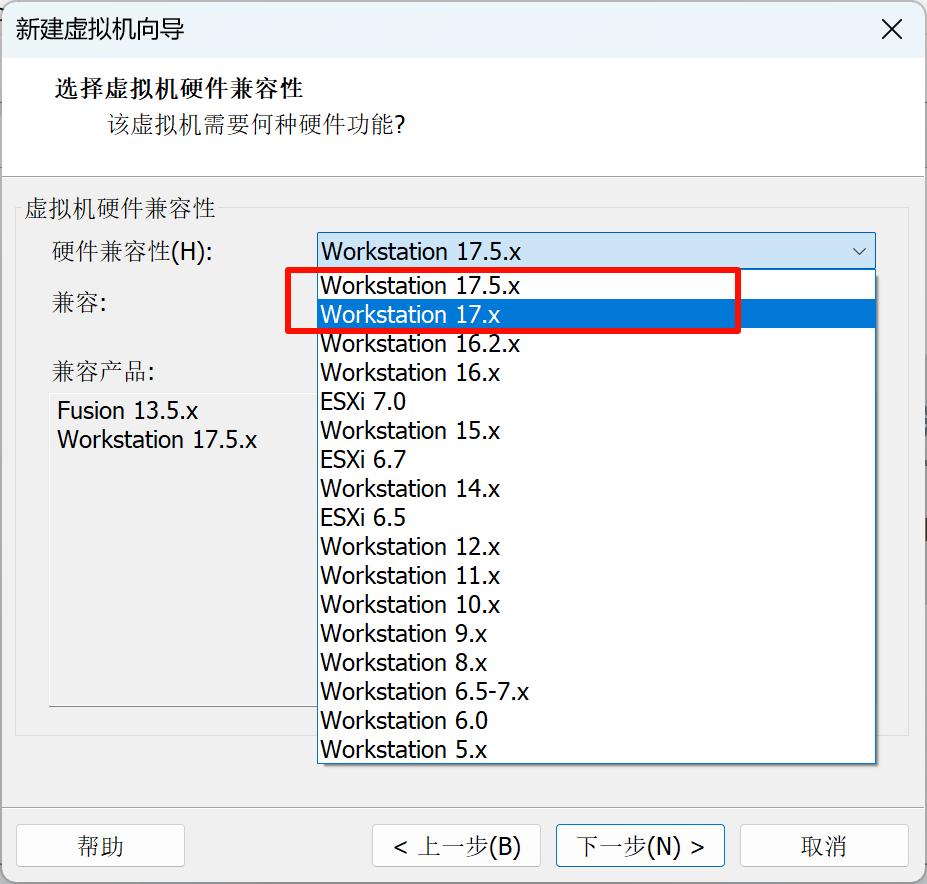 新建虚拟机向导
选择虚拟机硬件兼容性
该虚拟机需要何种硬件功能?
虚拟机硬件兼容性
硬件兼容性(H):
Workstation 17.5.x
Workstation 17.5.x
Workstation 17.x
Workstation 16.2.x
Workstation 16.x
ESXi 7.0
Workstation 15.x
ESXi 6.7
Workstation 14.x
ESXi 6.5
Workstation 12.x
Workstation 11.x
Workstation 10.x
Workstation 9.x
Workstation 8.x
Workstation 6.5-7.x
Workstation 6.0
Workstation 5.x
兼容:
兼容产品:
Fusion 13.5.x
Workstation 17.5.x
帮助
< 上一步(B)
下一步(N) >
取消